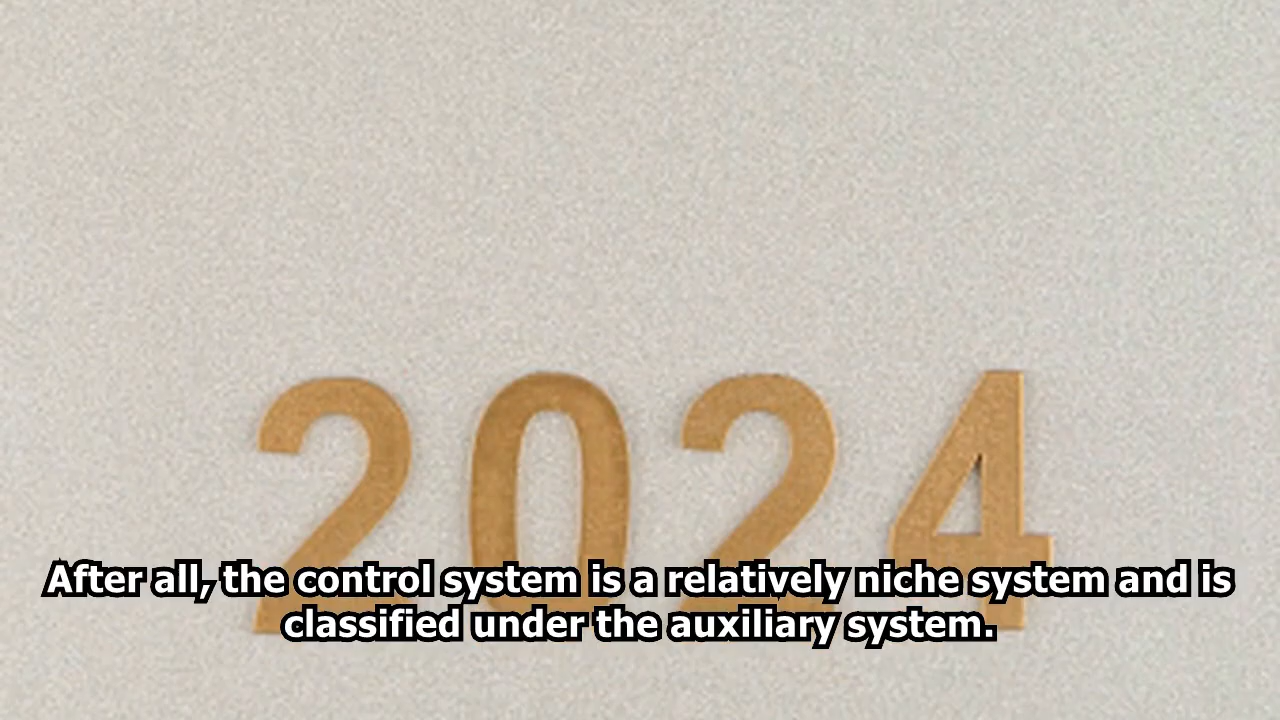 2024
After all, the control system is a relatively niche system and is
classified under the auxiliary system.